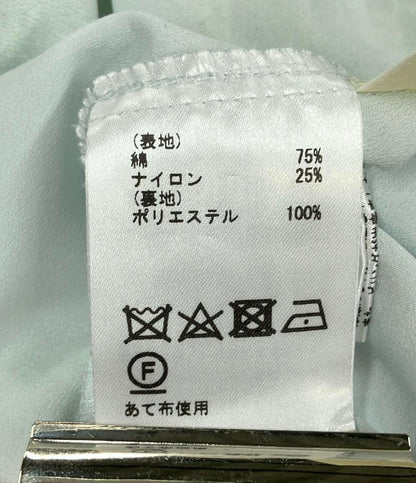 (表地)
綿 75%
ナイロン 25%
(裏地)
ポリエステル 100%
F
あて布使用